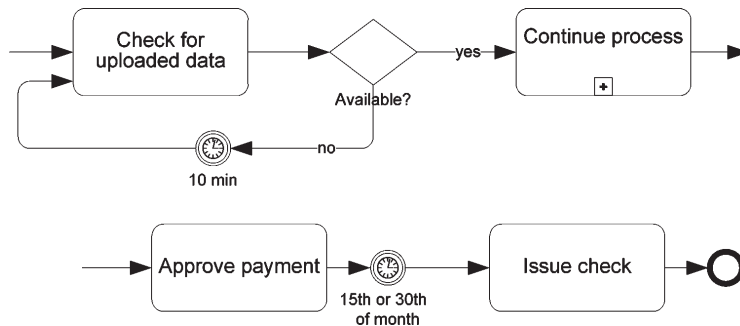 Check for
uploaded data
Continue process
yes
Available?
no
10 min
Approve payment
Issue check
15th or 30th
of month